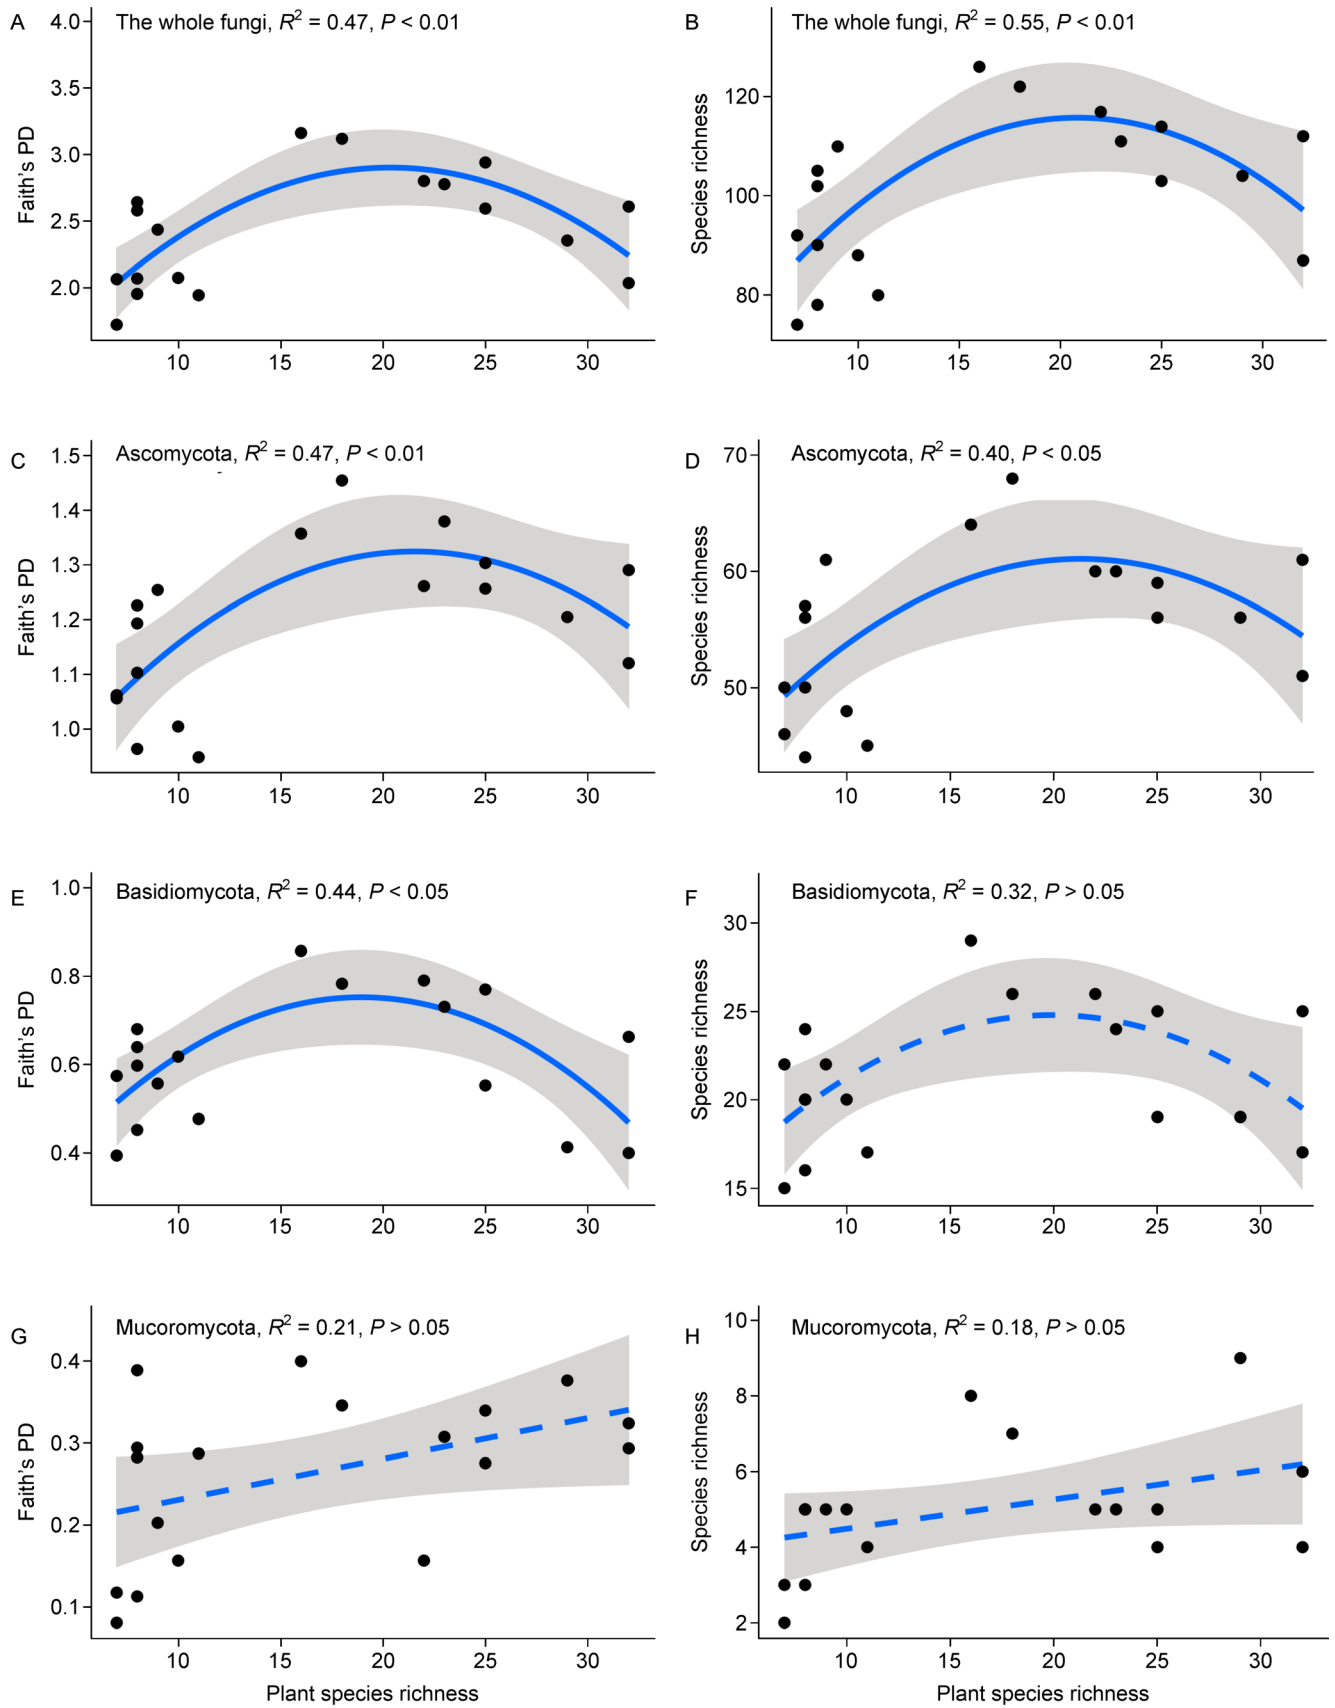 A
The whole fungi, R² = 0.47, P < 0.01
Faith's PD
4.0
3.5
3.0
2.5
2.0
10 15 20 25 30
B
The whole fungi, R² = 0.55, P < 0.01
Species richness
120
100
80
10 15 20 25 30
C
Ascomycota, R² = 0.47, P < 0.01
Faith's PD
1.5
1.4
1.3
1.2
1.1
1.0
10 15 20 25 30
D
Ascomycota, R² = 0.40, P < 0.05
Species richness
70
60
50
10 15 20 25 30
E
Basidiomycota, R² = 0.44, P < 0.05
Faith's PD
1.0
0.8
0.6
0.4
10 15 20 25 30
F
Basidiomycota, R² = 0.32, P > 0.05
Species richness
30
25
20
15
10 15 20 25 30
G
Mucoromycota, R² = 0.21, P > 0.05
Faith's PD
0.4
0.3
0.2
0.1
10 15 20 25 30
Plant species richness
H
Mucoromycota, R² = 0.18, P > 0.05
Species richness
10
8
6
4
2
10 15 20 25 30
Plant species richness